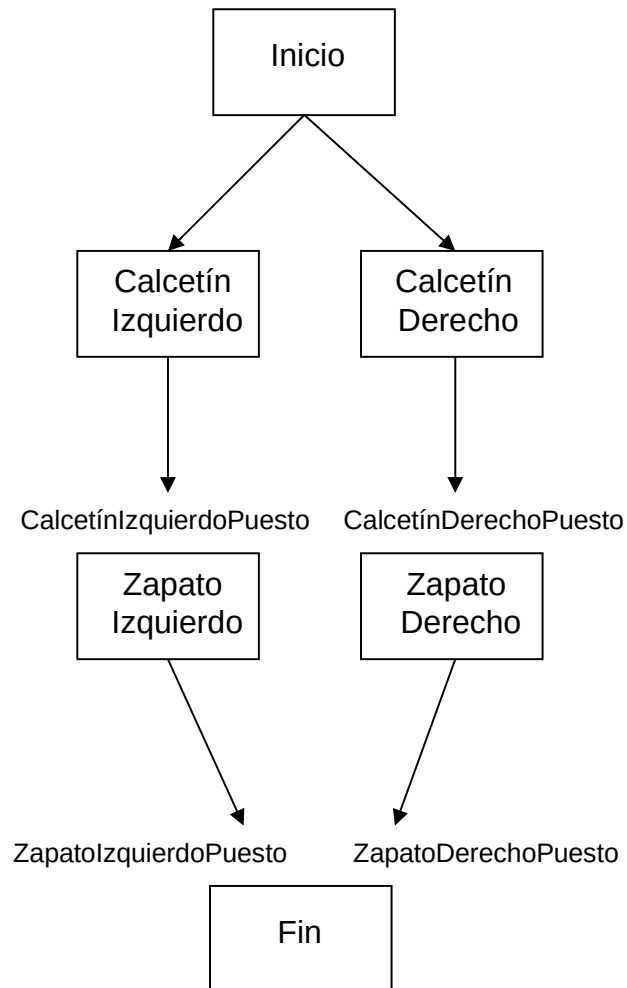 Inicio
Calcetín
Izquierdo
Calcetín
Derecho
CalcetínIzquierdoPuesto
CalcetínDerechoPuesto
Zapato
Izquierdo
Zapato
Derecho
ZapatoIzquierdoPuesto
ZapatoDerechoPuesto
Fin